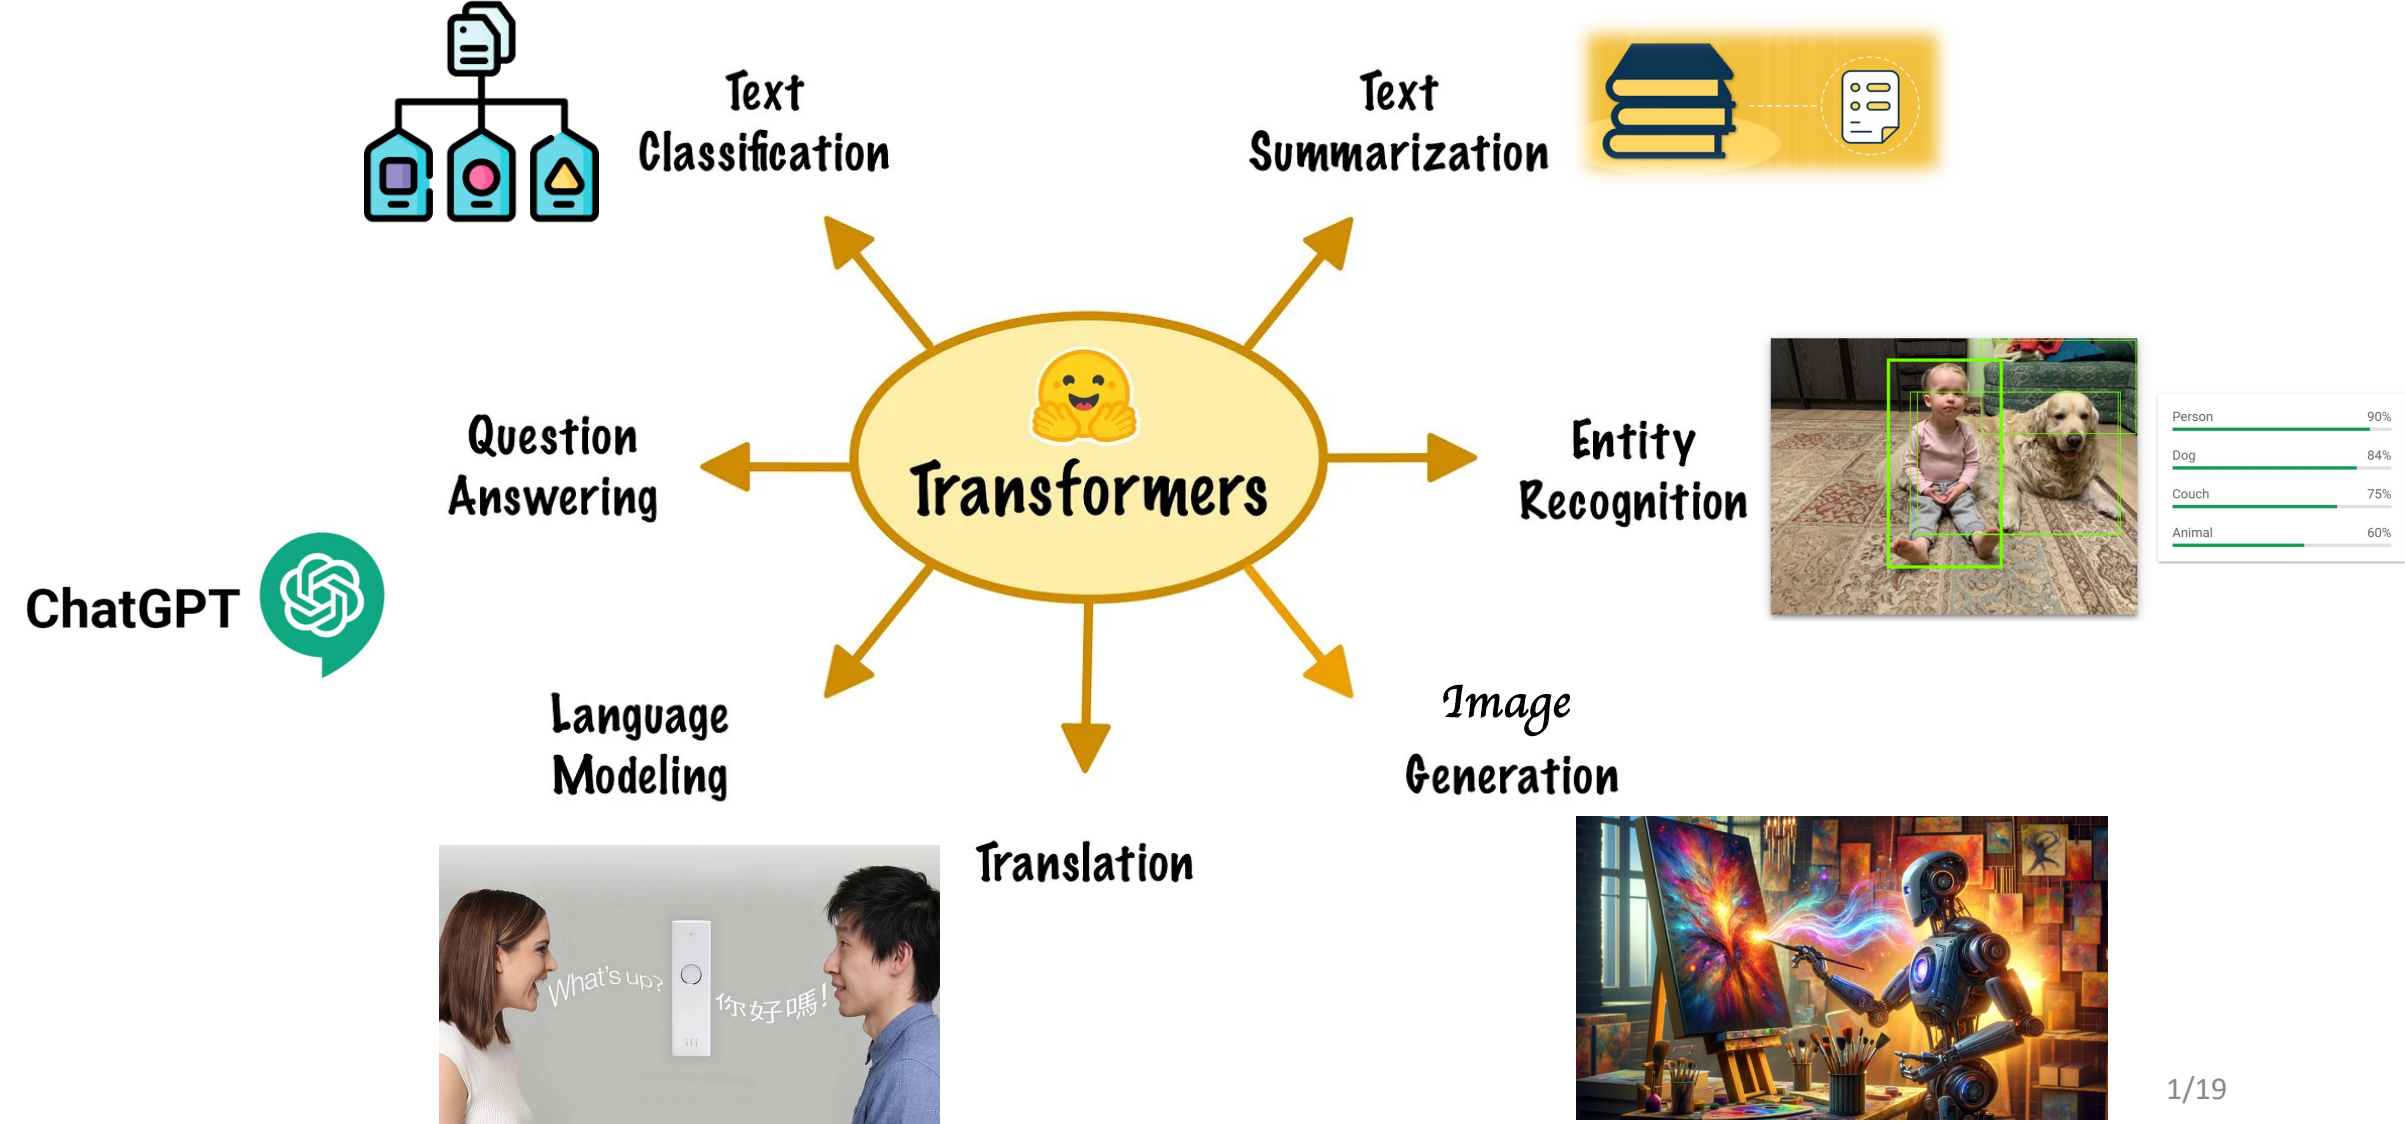 Text
Classification
Text
Summarization
Question
Answering
Transformers
Entity
Recognition
Person 90%
Dog 84%
Couch 75%
Animal 60%
ChatGPT
Language
Modeling
Image
Generation
Translation
What's up?
你好嗎!
ili
1/19